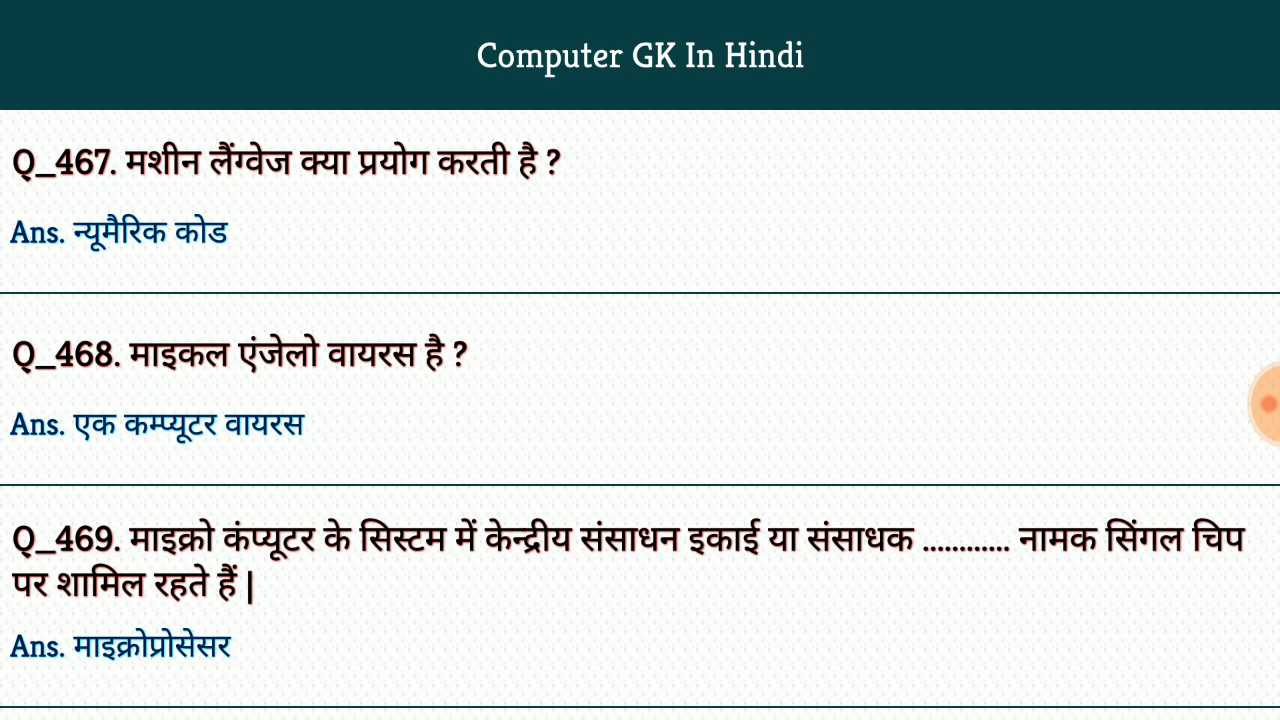 Computer GK In Hindi
Q_467. मशीन लैंग्वेज क्या प्रयोग करती है ?
Ans. न्यूमैरिक कोड
Q_468. माइकल एंजेलो वायरस है ?
Ans. एक कम्प्यूटर वायरस
Q_469. माइक्रो कंप्यूटर के सिस्टम में केन्द्रीय संसाधन इकाई या संसाधक ............ नामक सिंगल चिप
पर शामिल रहते हैं |
Ans. माइक्रोप्रोसेसर